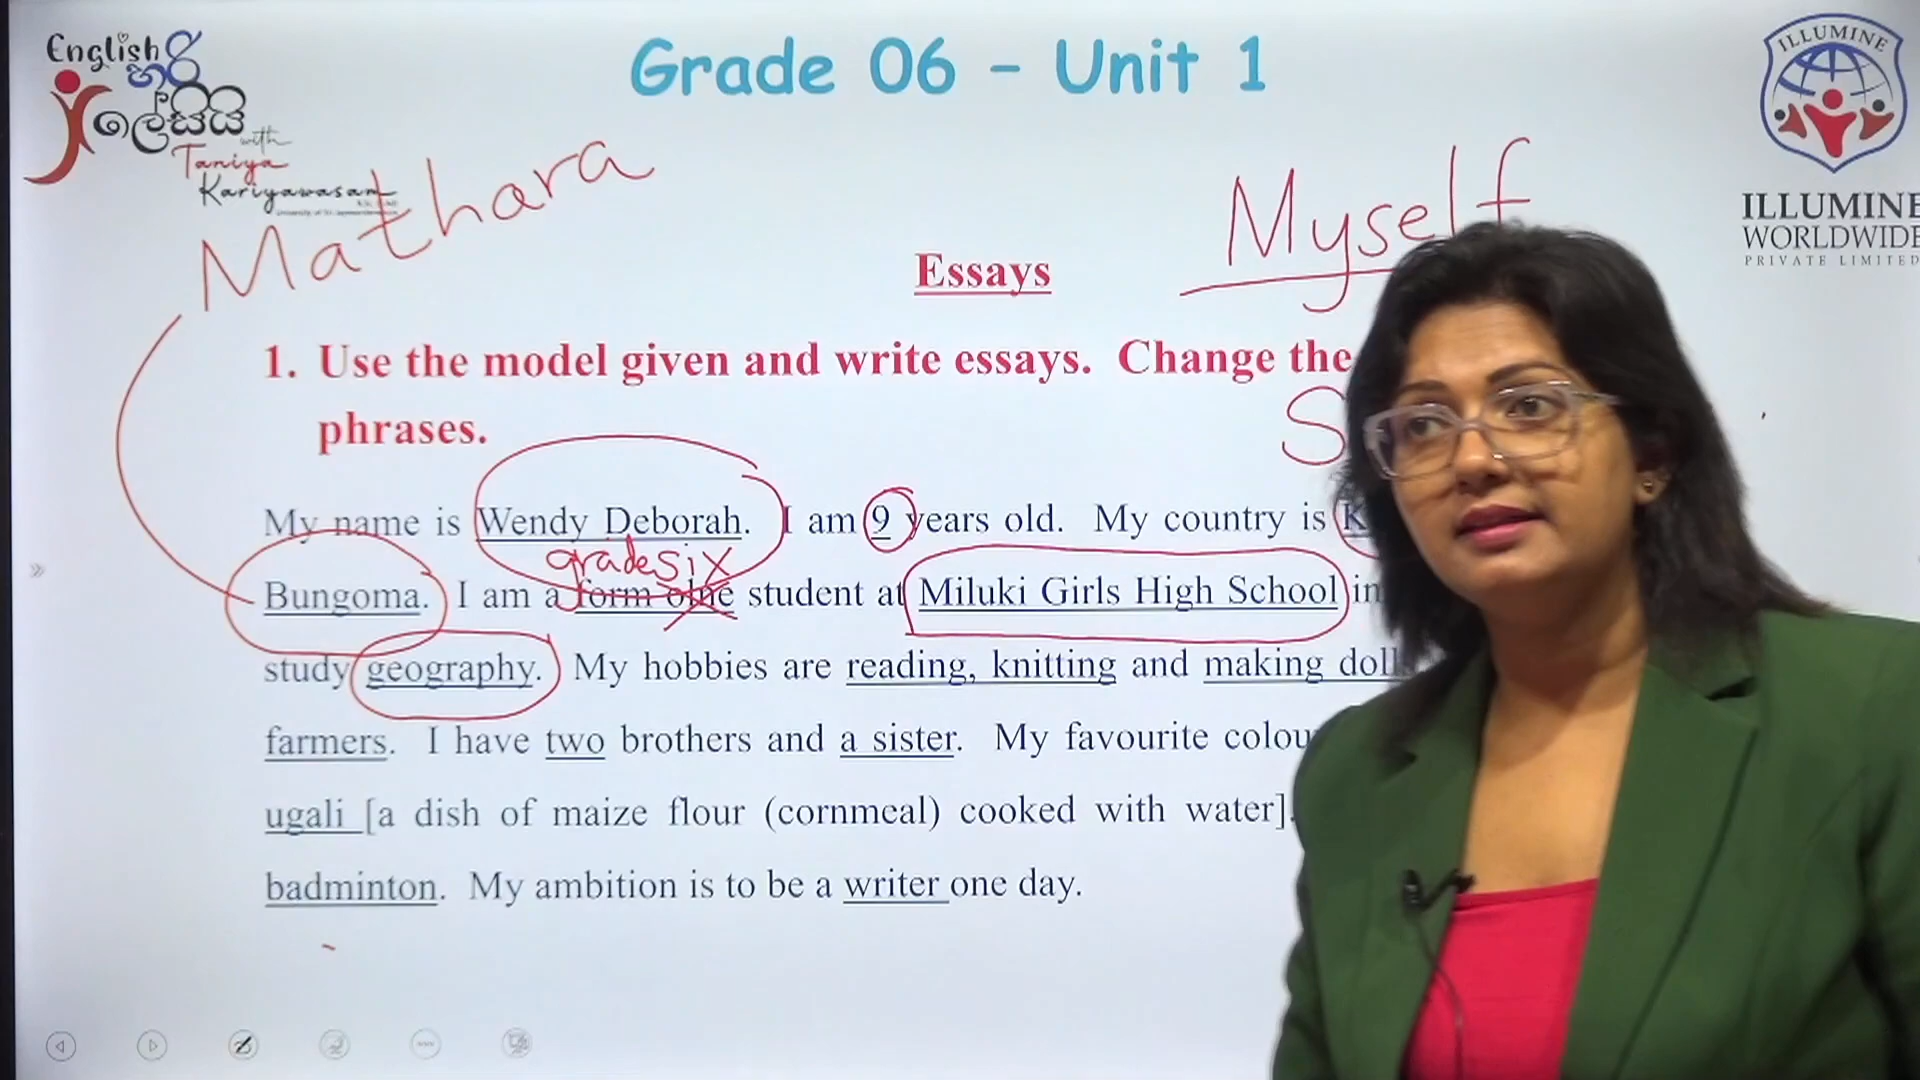 English හරි
ලේසියි
with
Taniya
Kariyawasam
Grade 06 – Unit 1
ILLUMINE
ILLUMINE
WORLDWIDE
PRIVATE LIMITED
Mathara
Myself
Essays
1. Use the model given and write essays. Change the
phrases.
S
My name is Wendy Deborah. I am 9 years old. My country is K
grade six
Bungoma. I am a form one student at Miluki Girls High School in
study geography. My hobbies are reading, knitting and making doll
farmers. I have two brothers and a sister. My favourite colou
ugali [a dish of maize flour (cornmeal) cooked with water].
badminton. My ambition is to be a writer one day.